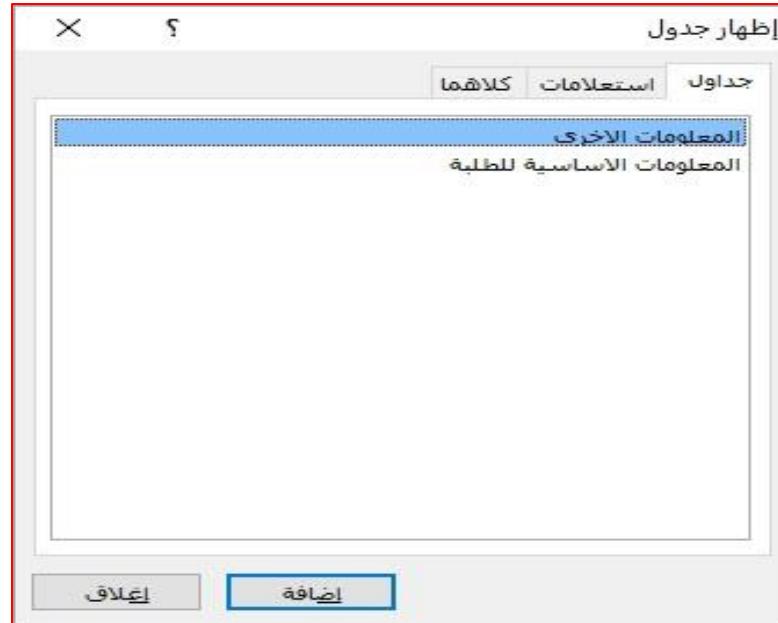 إظهار جدول ؟
جداول استعلامات كلاهما
المعلومات الاخرى
المعلومات الاساسية للطلبة
إضافة إغلاق